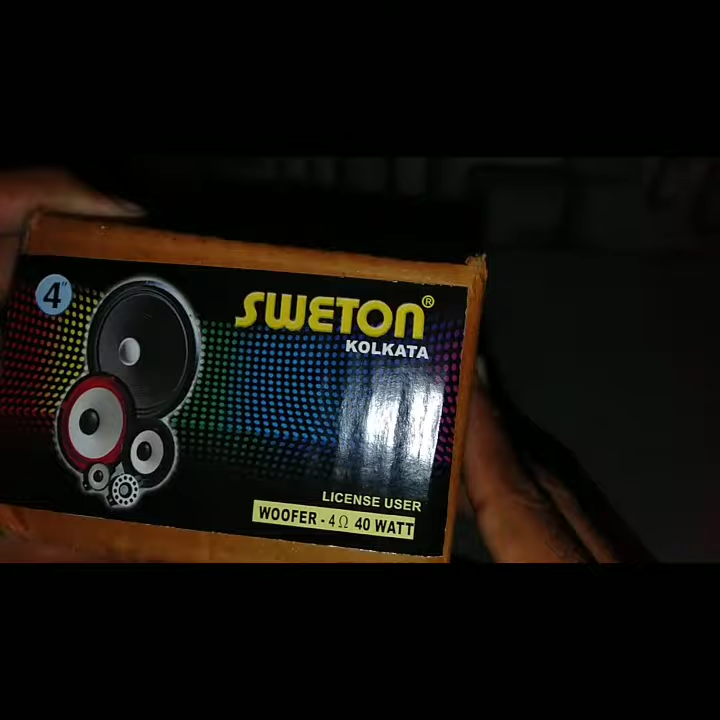 4"
SWETON®
KOLKATA
LICENSE USER
WOOFER - 4Ω 40 WATT